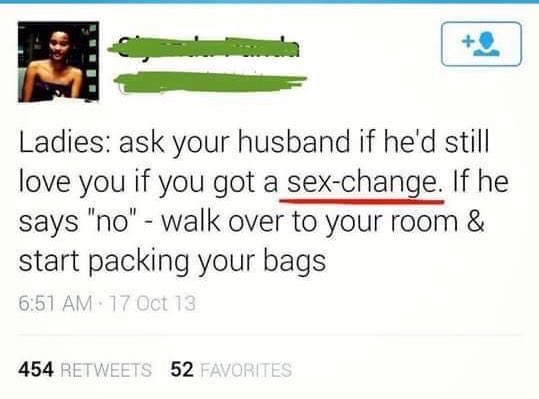 Ladies: ask your husband if he'd still
love you if you got a sex-change. If he
says "no" - walk over to your room &
start packing your bags
6:51 AM · 17 Oct 13
454 RETWEETS 52 FAVORITES